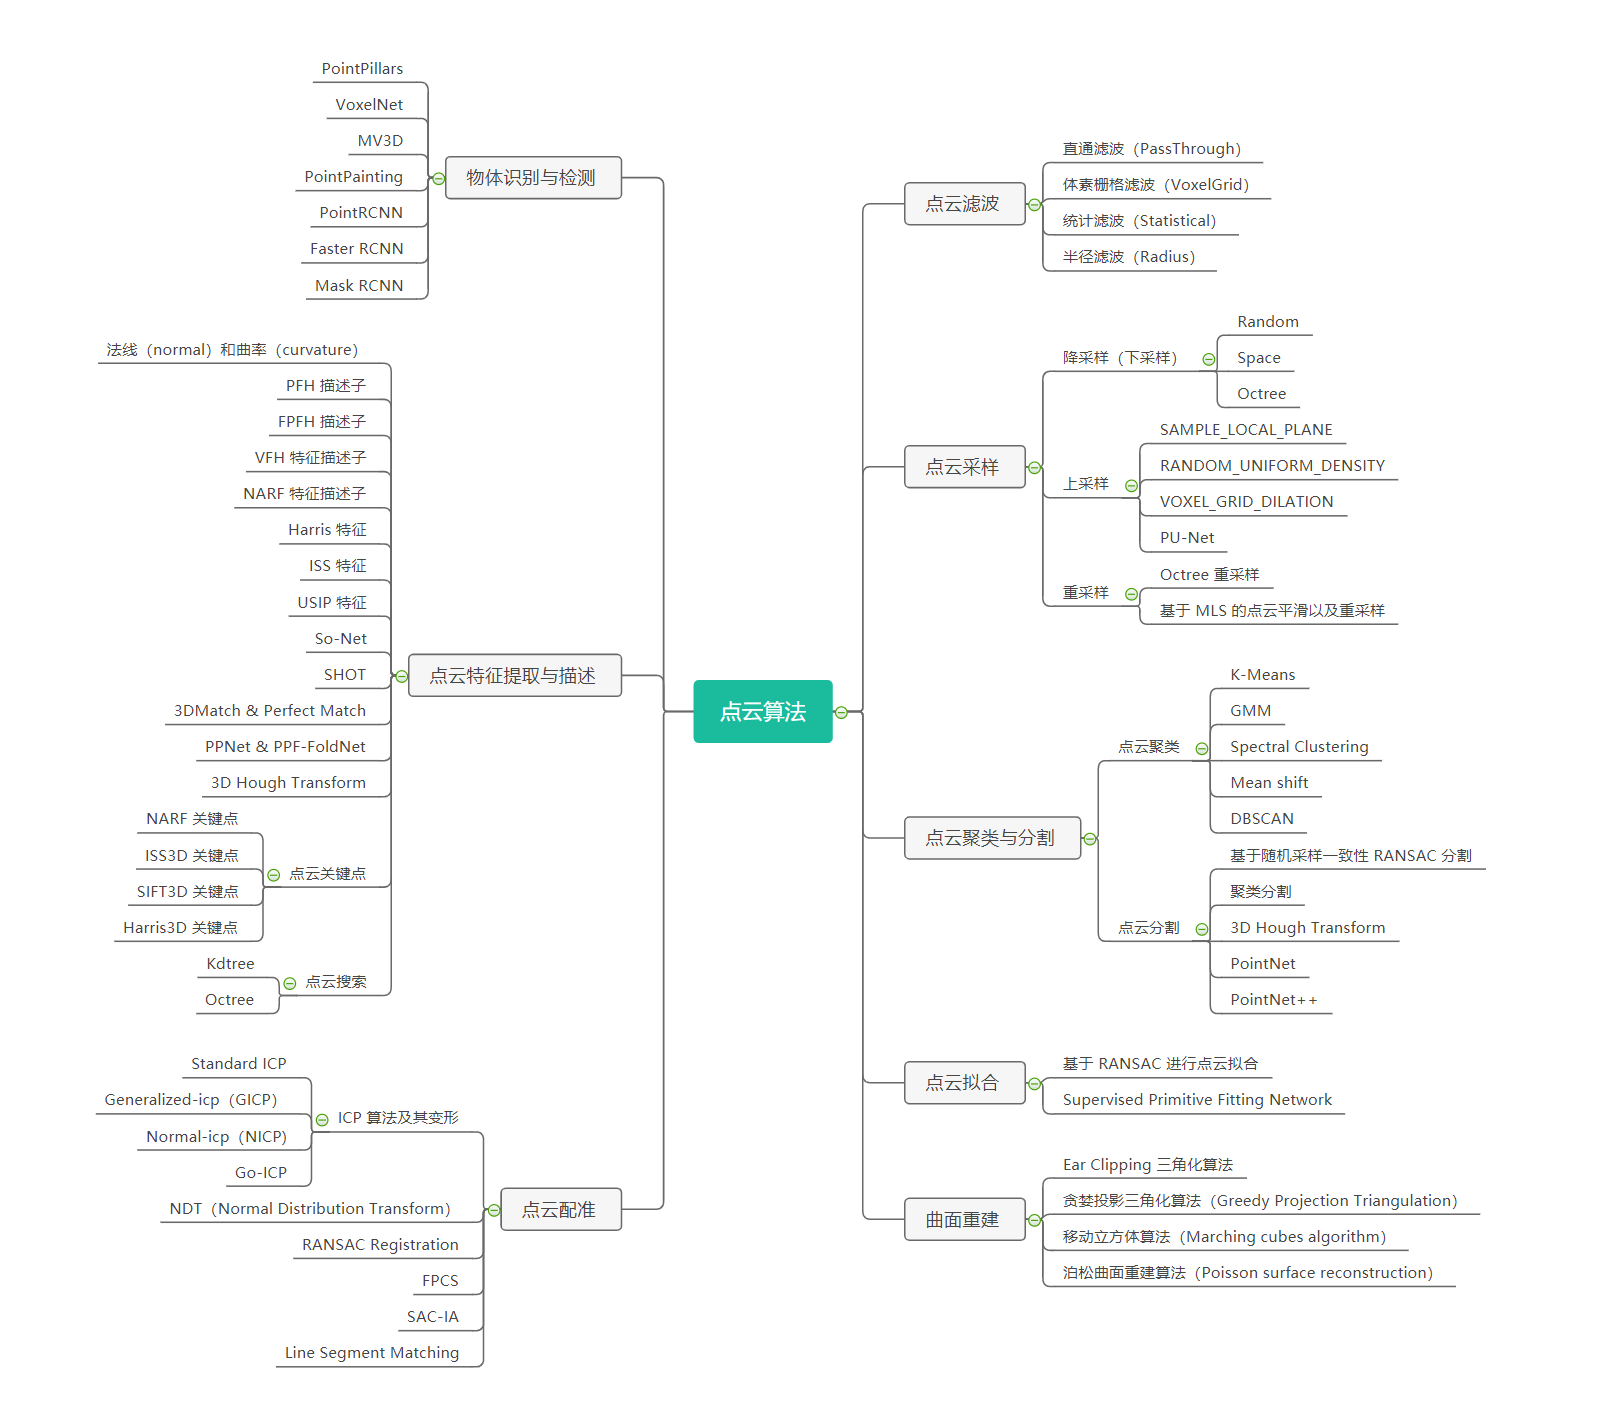 点云算法
物体识别与检测
PointPillars
VoxelNet
MV3D
PointPainting
PointRCNN
Faster RCNN
Mask RCNN
点云特征提取与描述
法线（normal）和曲率（curvature）
PFH 描述子
FPFH 描述子
VFH 特征描述子
NARF 特征描述子
Harris 特征
ISS 特征
USIP 特征
So-Net
SHOT
3DMatch & Perfect Match
PPNet & PPF-FoldNet
3D Hough Transform
点云关键点
NARF 关键点
ISS3D 关键点
SIFT3D 关键点
Harris3D 关键点
点云搜索
Kdtree
Octree
点云配准
ICP 算法及其变形
Standard ICP
Generalized-icp（GICP）
Normal-icp（NICP）
Go-ICP
NDT（Normal Distribution Transform）
RANSAC Registration
FPCS
SAC-IA
Line Segment Matching
点云滤波
直通滤波（PassThrough）
体素栅格滤波（VoxelGrid）
统计滤波（Statistical）
半径滤波（Radius）
点云采样
降采样（下采样）
Random
Space
Octree
上采样
SAMPLE_LOCAL_PLANE
RANDOM_UNIFORM_DENSITY
VOXEL_GRID_DILATION
PU-Net
重采样
Octree 重采样
基于 MLS 的点云平滑以及重采样
点云聚类与分割
点云聚类
K-Means
GMM
Spectral Clustering
Mean shift
DBSCAN
点云分割
基于随机采样一致性 RANSAC 分割
聚类分割
3D Hough Transform
PointNet
PointNet++
点云拟合
基于 RANSAC 进行点云拟合
Supervised Primitive Fitting Network
曲面重建
Ear Clipping 三角化算法
贪婪投影三角化算法（Greedy Projection Triangulation）
移动立方体算法（Marching cubes algorithm）
泊松曲面重建算法（Poisson surface reconstruction）